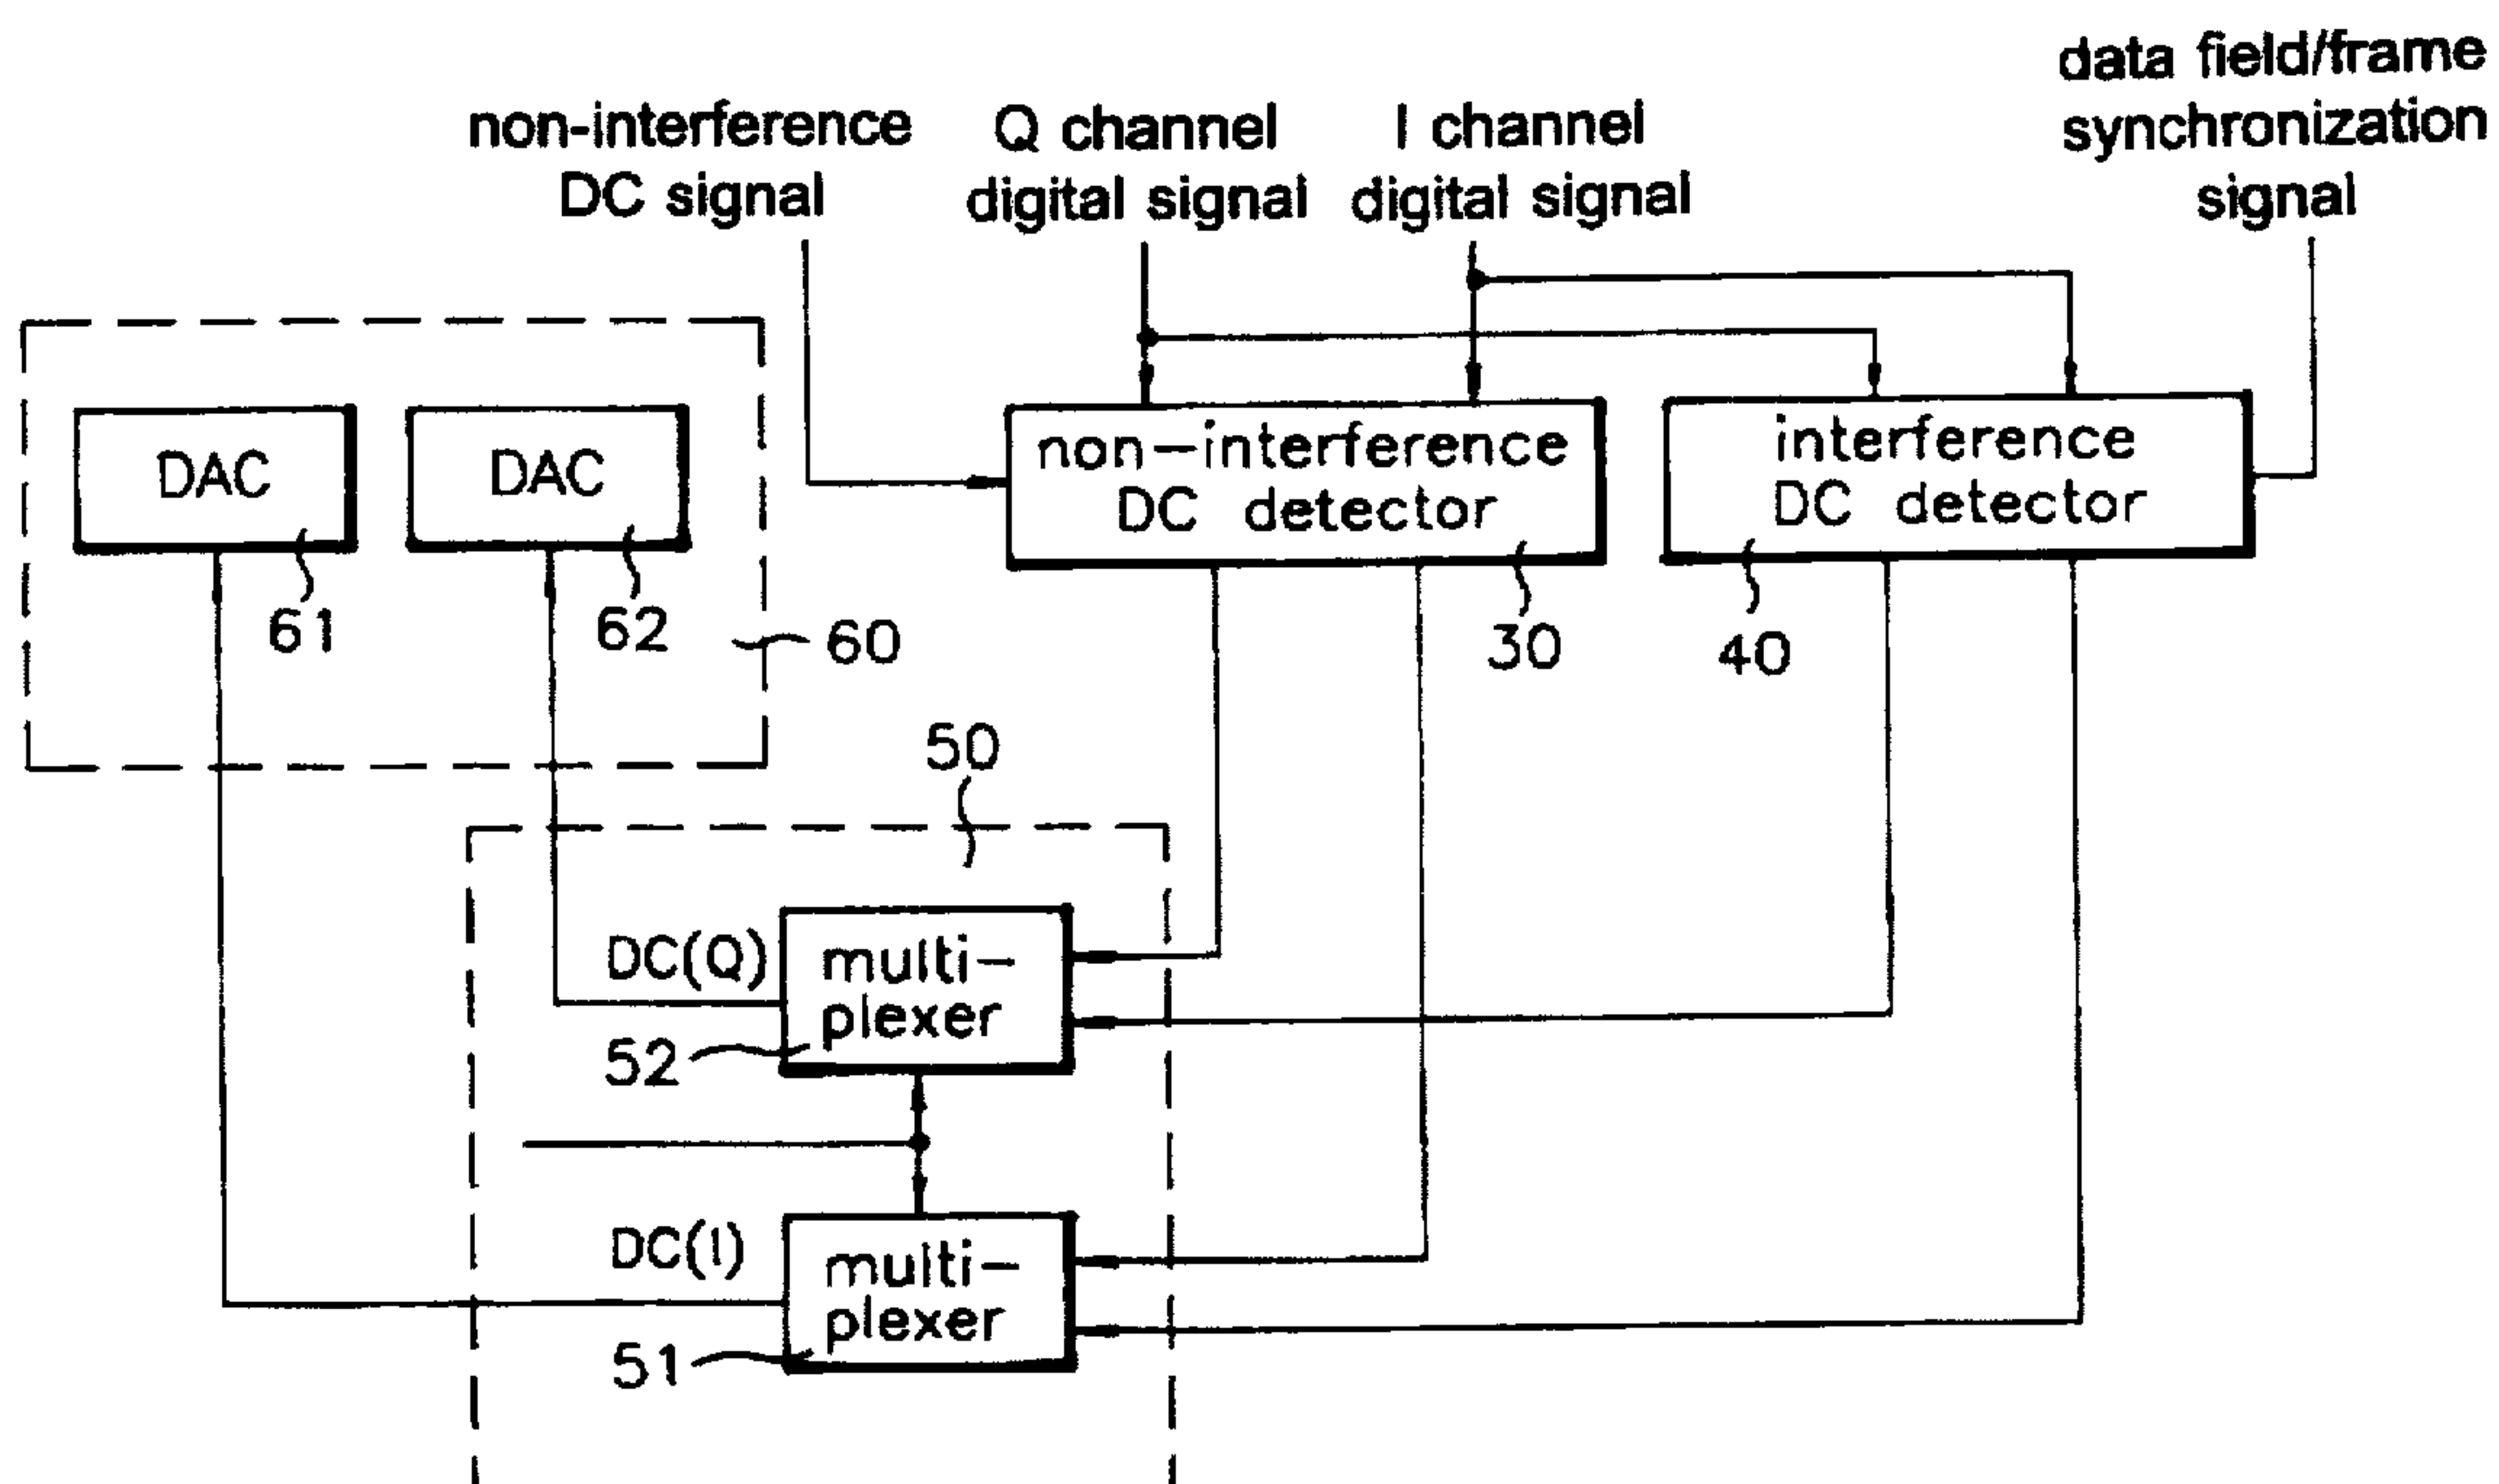 data field/frame
synchronization
signal
non-interference
DC signal
Q channel
digital signal
I channel
digital signal
DAC
DAC
non-interference
DC detector
interference
DC detector
61
62
60
30
40
50
DC(Q)
multi-
plexer
52
DC(I)
multi-
plexer
51